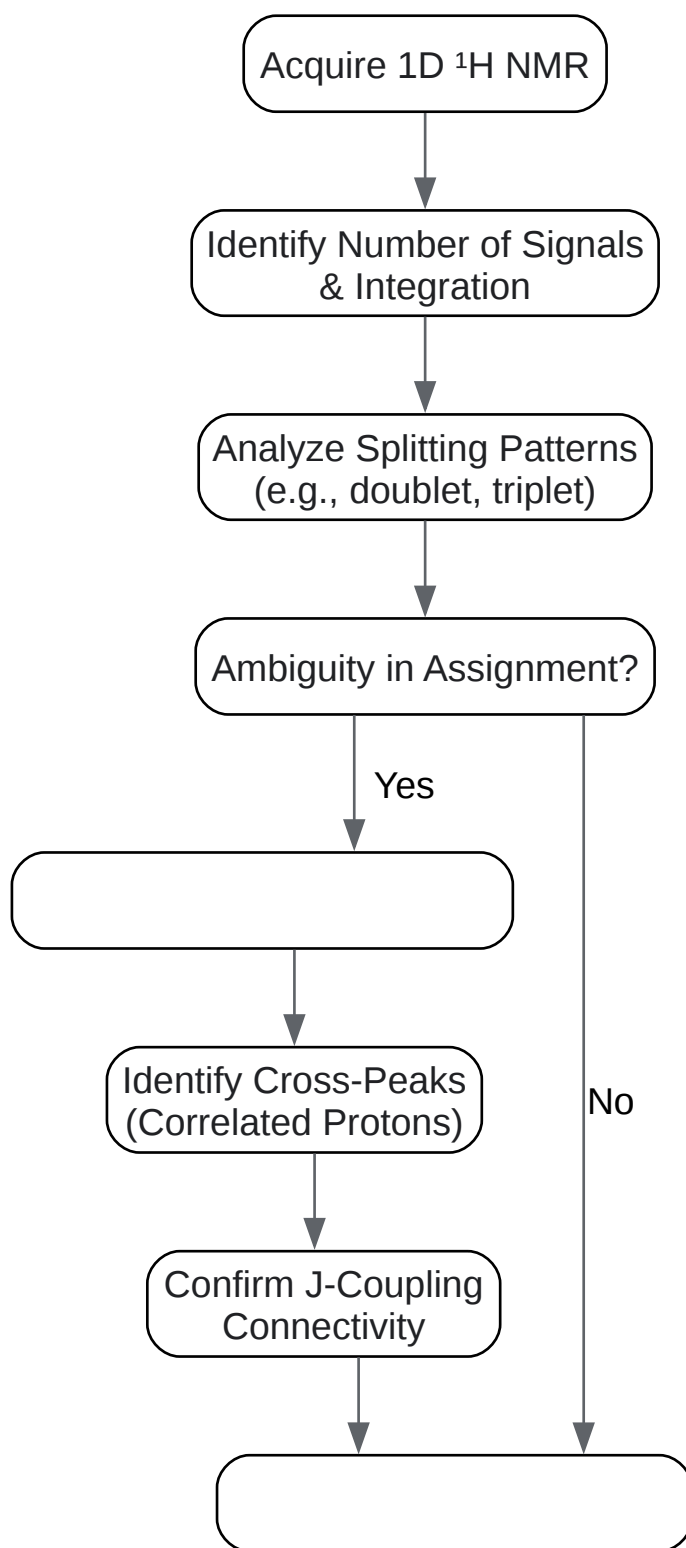 Acquire 1D ¹H NMR
Identify Number of Signals
& Integration
Analyze Splitting Patterns
(e.g., doublet, triplet)
Ambiguity in Assignment?
Yes
Identify Cross-Peaks
(Correlated Protons)
No
Confirm J-Coupling
Connectivity